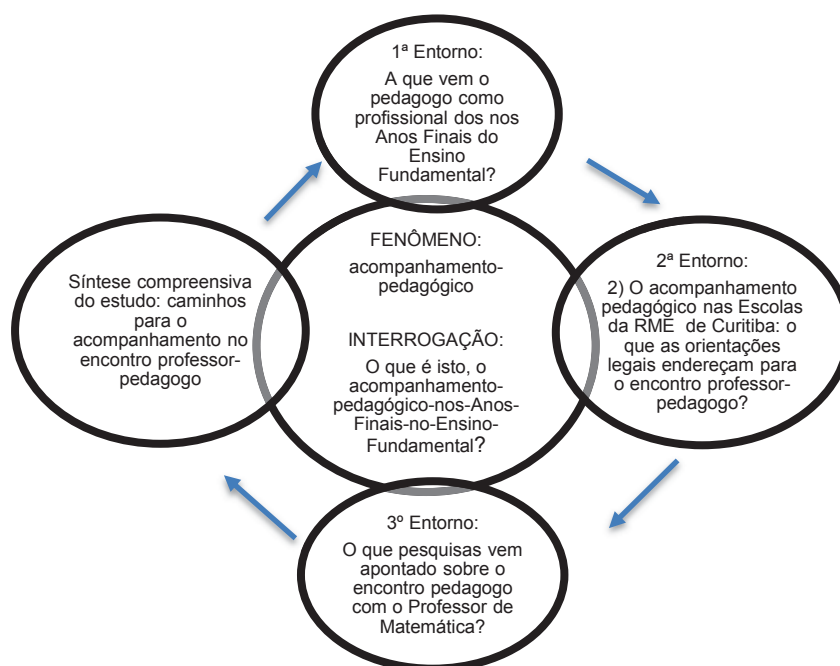 1ª Entorno:
A que vem o
pedagogo como
profissional dos nos
Anos Finais do
Ensino
Fundamental?
FENÔMENO:
acompanhamento-
pedagógico
INTERROGAÇÃO:
O que é isto, o
acompanhamento-
pedagógico-nos-Anos-
Finais-no-Ensino-
Fundamental?
2ª Entorno:
2) O acompanhamento
pedagógico nas Escolas
da RME de Curitiba: o
que as orientações
legais endereçam para
o encontro professor-
pedagogo?
3º Entorno:
O que pesquisas vem
apontado sobre o
encontro pedagogo
com o Professor de
Matemática?
Síntese compreensiva
do estudo: caminhos
para o
acompanhamento no
encontro professor-
pedagogo